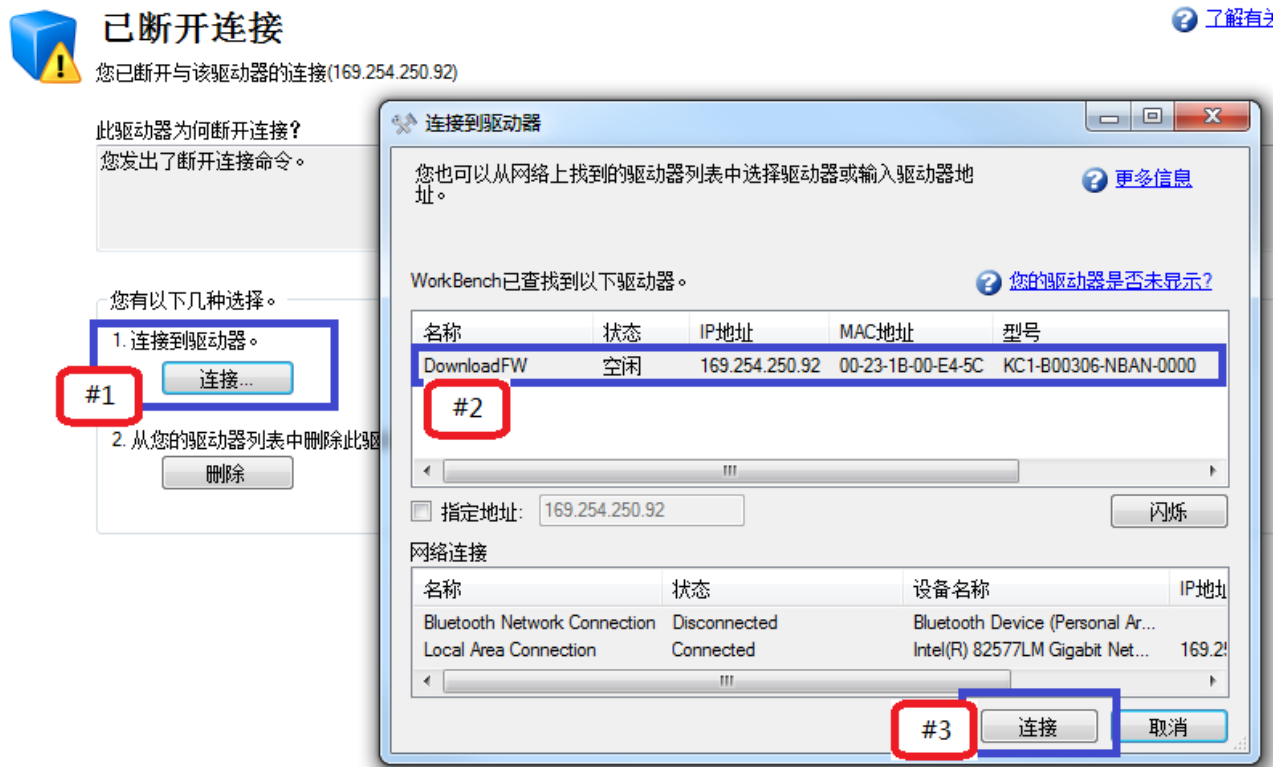 已断开连接
了解有关
您已断开与该驱动器的连接(169.254.250.92)
此驱动器为何断开连接?
您发出了断开连接命令。
您有以下几种选择。
1. 连接到驱动器。
连接...
#1
2. 从您的驱动器列表中删除此驱
删除
连接到驱动器
您也可以从网络上找到的驱动器列表中选择驱动器或输入驱动器地
址。
更多信息
WorkBench已查找到以下驱动器。
您的驱动器是否未显示?
名称 状态 IP地址 MAC地址 型号
DownloadFW 空闲 169.254.250.92 00-23-1B-00-E4-5C KC1-B00306-NBAN-0000
#2
指定地址: 169.254.250.92
闪烁
网络连接
名称 状态 设备名称 IP地址
Bluetooth Network Connection Disconnected Bluetooth Device (Personal Ar...
Local Area Connection Connected Intel(R) 82577LM Gigabit Net... 169.25
#3
连接
取消